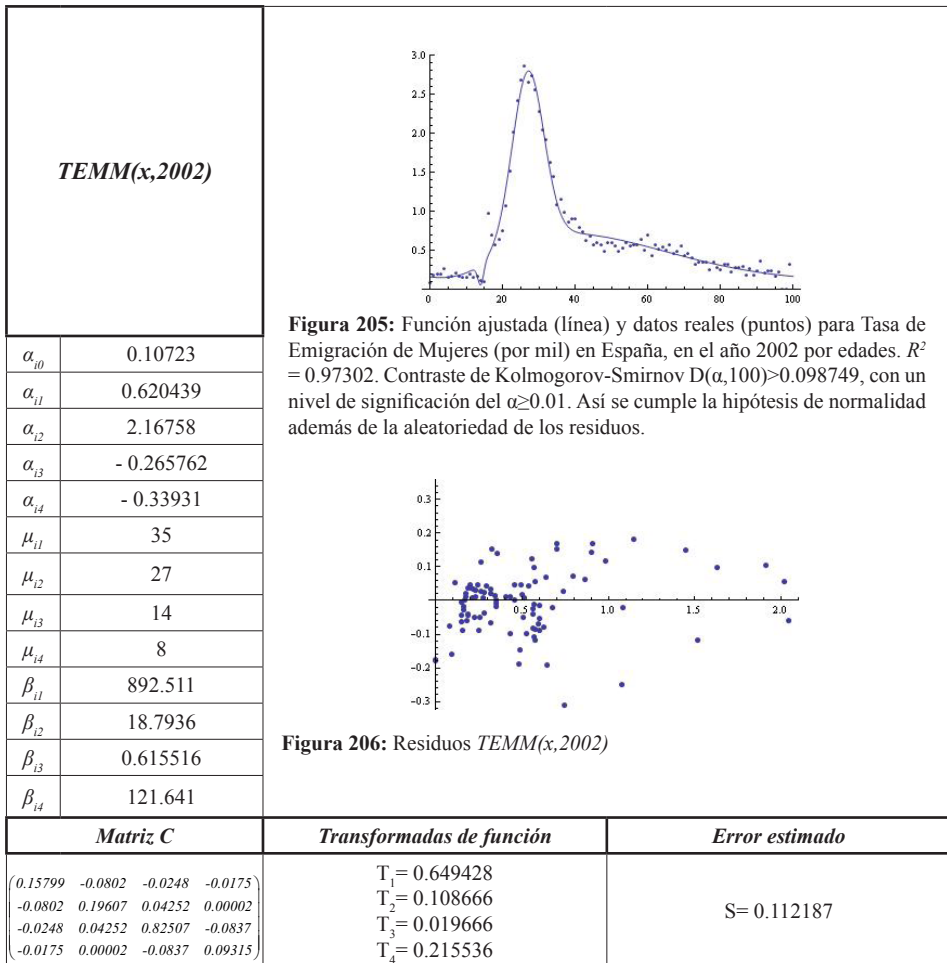 TEMM(x,2002)
3.0
2.5
2.0
1.5
1.0
0.5
0 20 40 60 80 100
Figura 205: Función ajustada (línea) y datos reales (puntos) para Tasa de
Emigración de Mujeres (por mil) en España, en el año 2002 por edades. R²
= 0.97302. Contraste de Kolmogorov-Smirnov D(α,100)>0.098749, con un
nivel de significación del α≥0.01. Así se cumple la hipótesis de normalidad
además de la aleatoriedad de los residuos.
α_i0 0.10723
α_i1 0.620439
α_i2 2.16758
α_i3 - 0.265762
α_i4 - 0.33931
μ_i1 35
μ_i2 27
μ_i3 14
μ_i4 8
β_i1 892.511
β_i2 18.7936
β_i3 0.615516
β_i4 121.641
0.3
0.2
0.1
0.5 1.0 1.5 2.0
-0.1
-0.2
-0.3
Figura 206: Residuos TEMM(x,2002)
Matriz C Transformadas de función Error estimado
0.15799 -0.0802 -0.0248 -0.0175
-0.0802 0.19607 0.04252 0.00002
-0.0248 0.04252 0.82507 -0.0837
-0.0175 0.00002 -0.0837 0.09315
T₁= 0.649428
T₂= 0.108666
T₃= 0.019666
T₄= 0.215536
S= 0.112187